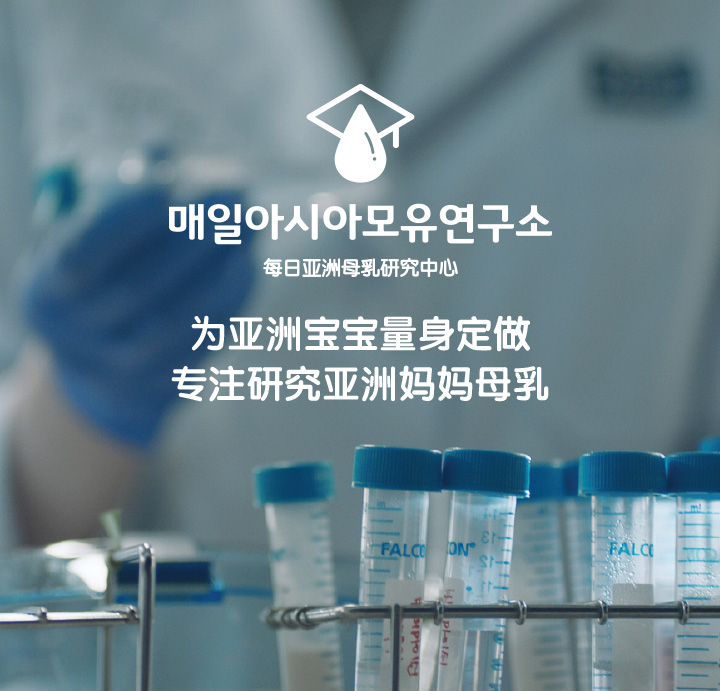 매일아시아모유연구소
每日亚洲母乳研究中心
为亚洲宝宝量身定做
专注研究亚洲妈妈母乳
FALCON
FALC